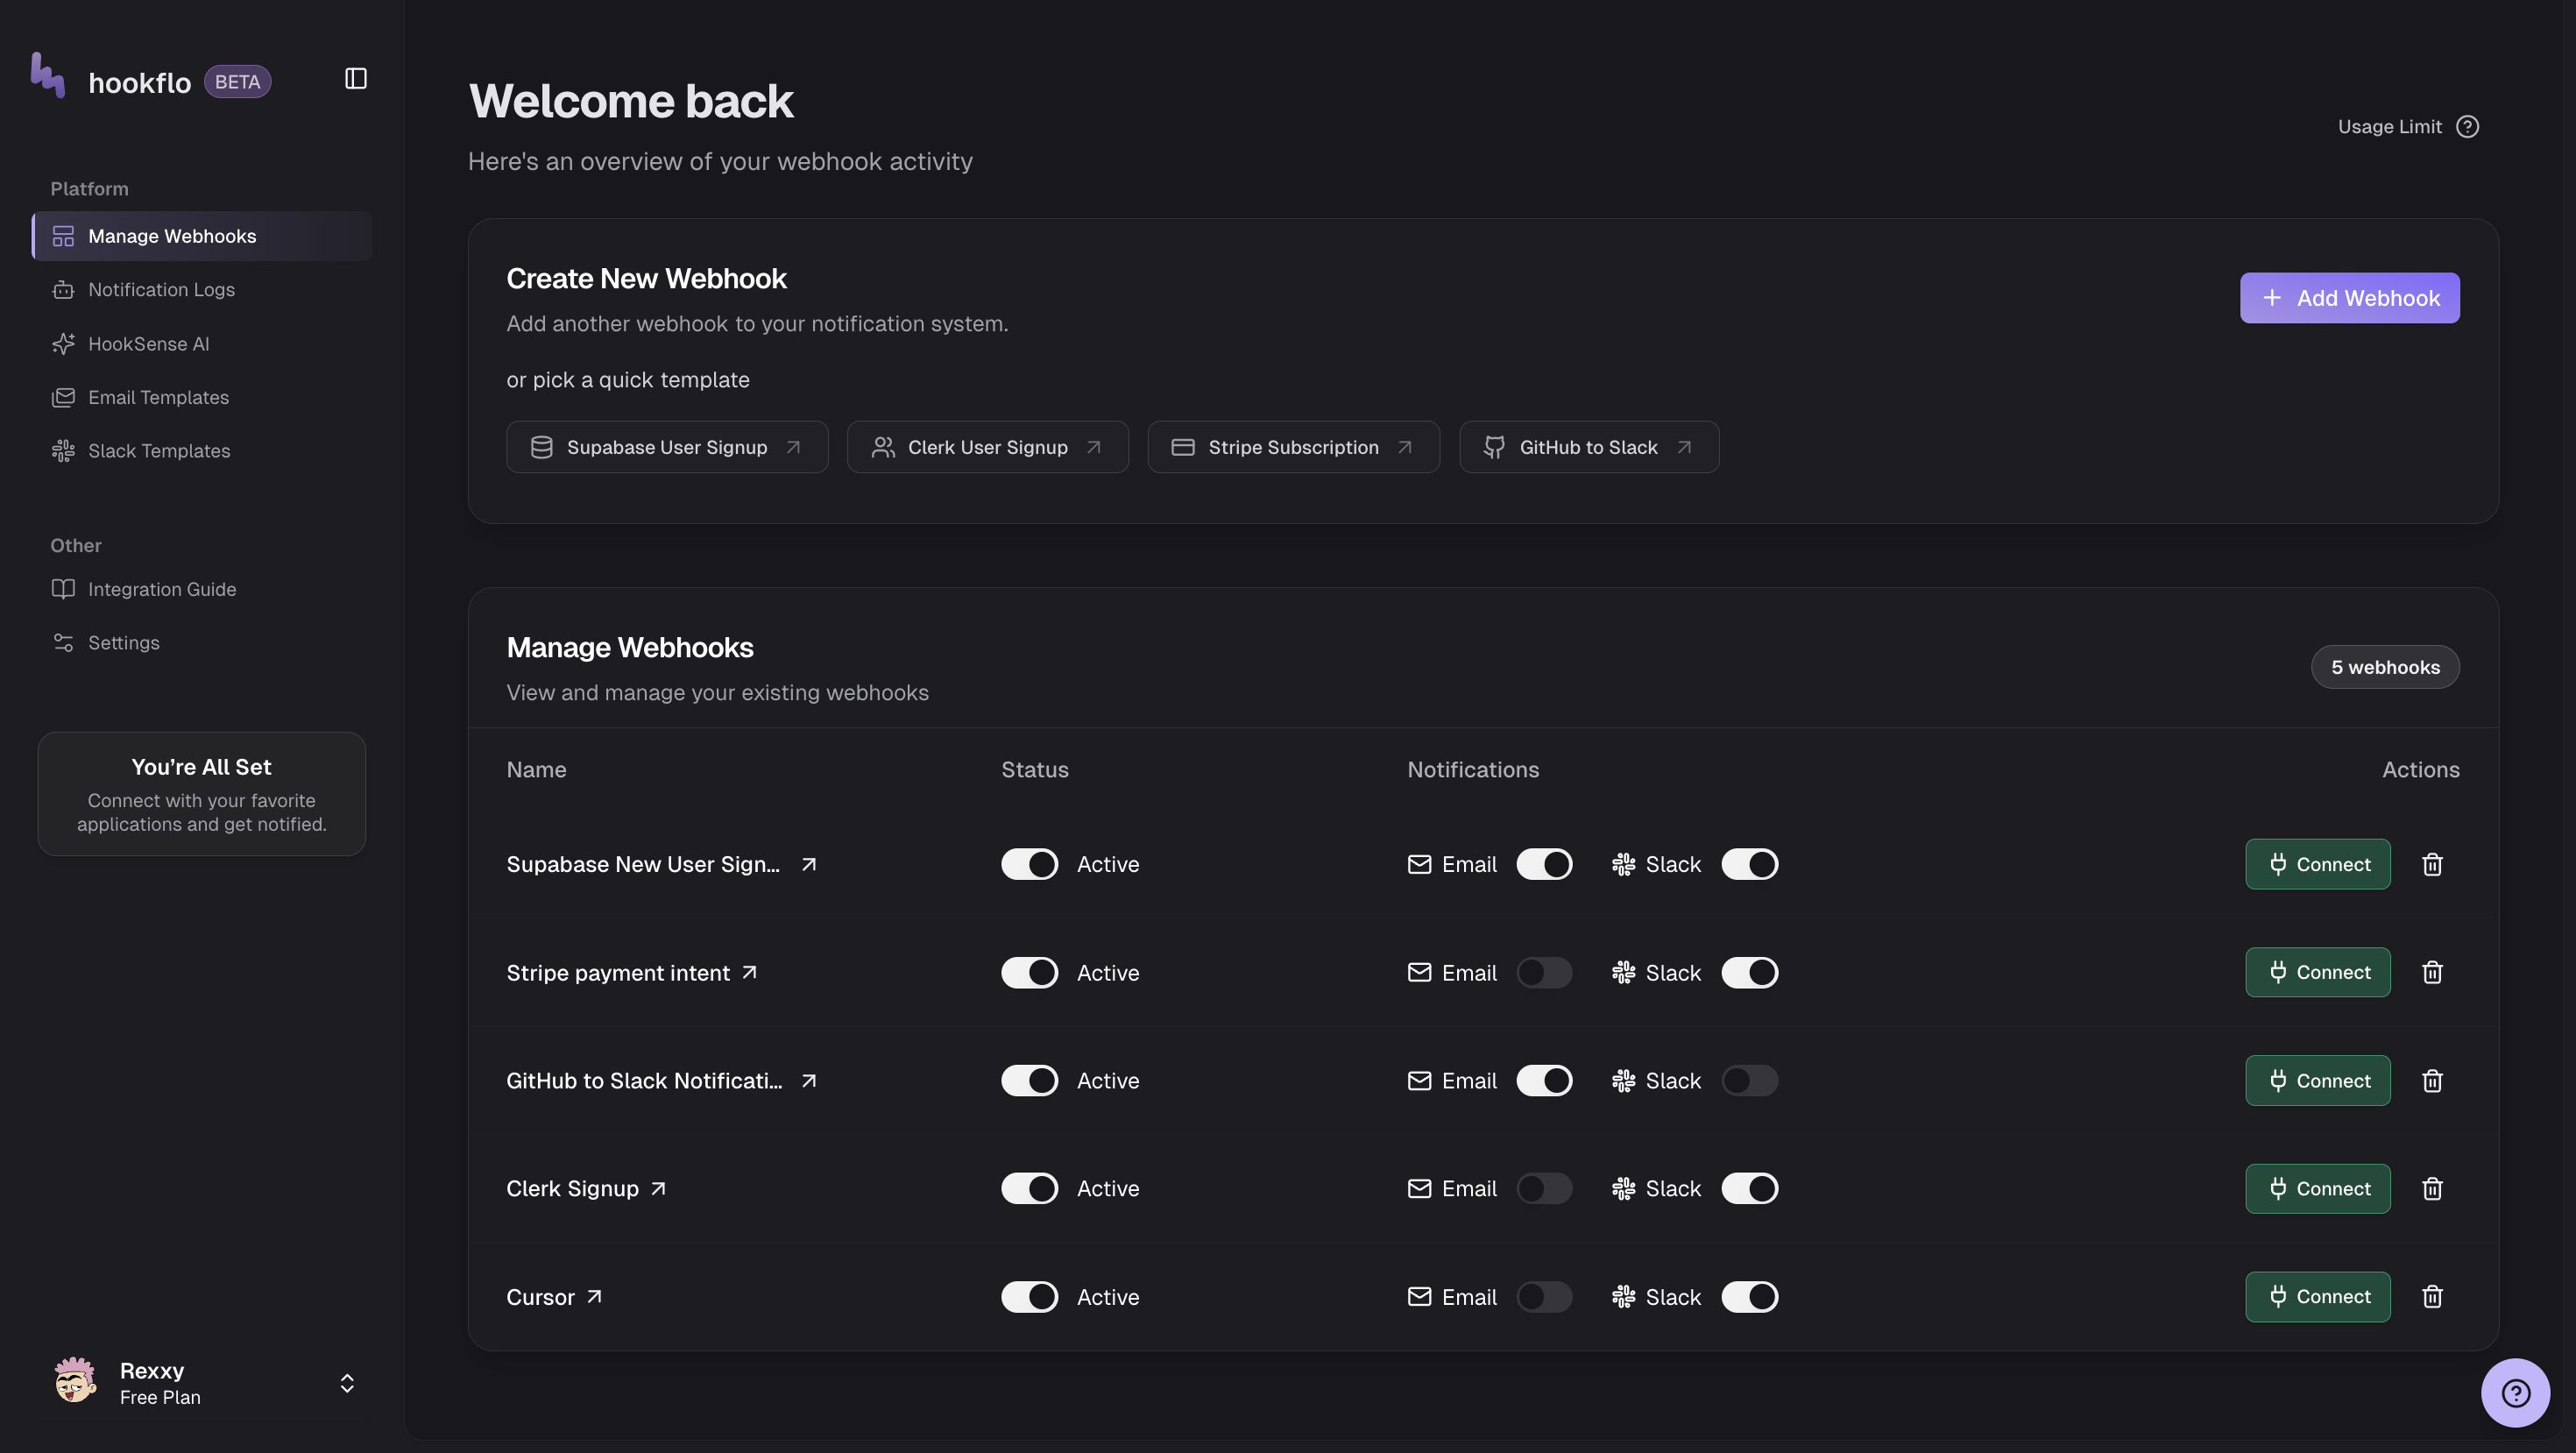 hookflo BETA
Platform
Manage Webhooks
Notification Logs
HookSense AI
Email Templates
Slack Templates
Other
Integration Guide
Settings
You’re All Set
Connect with your favorite
applications and get notified.
Rexxy
Free Plan
Welcome back
Here's an overview of your webhook activity
Usage Limit
Create New Webhook
Add another webhook to your notification system.
Add Webhook
or pick a quick template
Supabase User Signup Clerk User Signup Stripe Subscription GitHub to Slack
Manage Webhooks
View and manage your existing webhooks
5 webhooks
Name Status Notifications Actions
Supabase New User Sign... Active Email Slack Connect
Stripe payment intent Active Email Slack Connect
GitHub to Slack Notificati... Active Email Slack Connect
Clerk Signup Active Email Slack Connect
Cursor Active Email Slack Connect